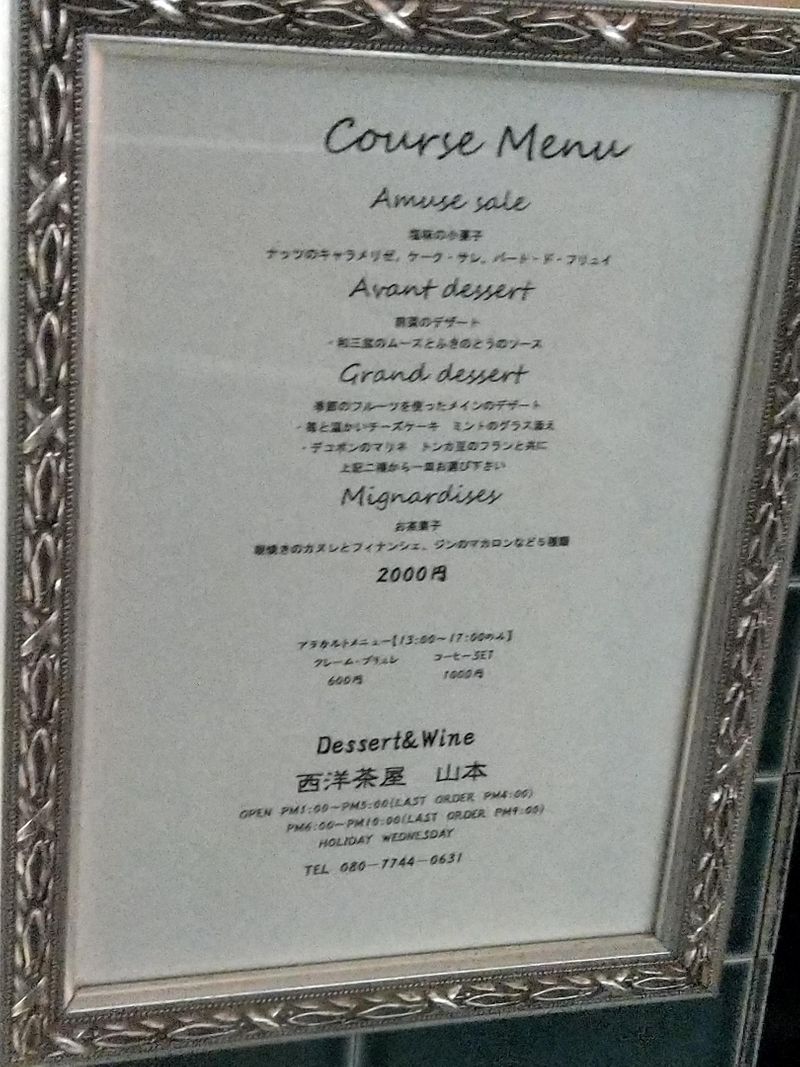 Course Menu
Amuse sale
塩味の小菓子
ナッツのキャラメリゼ、ケーク・サレ、パート・ド・フリュイ
Avant dessert
前菜のデザート
・和三盆のムースとふきのとうのソース
Grand dessert
季節のフルーツを使ったメインのデザート
・苺と温かいチーズケーキ ミントのグラス添え
・デコポンのマリネ トンカ豆のフランと共に
上記二種から一皿お選び下さい
Mignardises
お茶菓子
焼きのカヌレとフィナンシェ、ジンのマカロンなど5種類
2000円
アラカルトメニュー【13:00～17:00のみ】
クレーム・ブリュレ コーヒーSET
600円 1000円
Dessert&Wine
西洋茶屋 山本
OPEN PM1:00～PM5:00(LAST ORDER PM4:00)
PM6:00～PM10:00(LAST ORDER PM9:00)
HOLIDAY WEDNESDAY
TEL 080-7744-0631